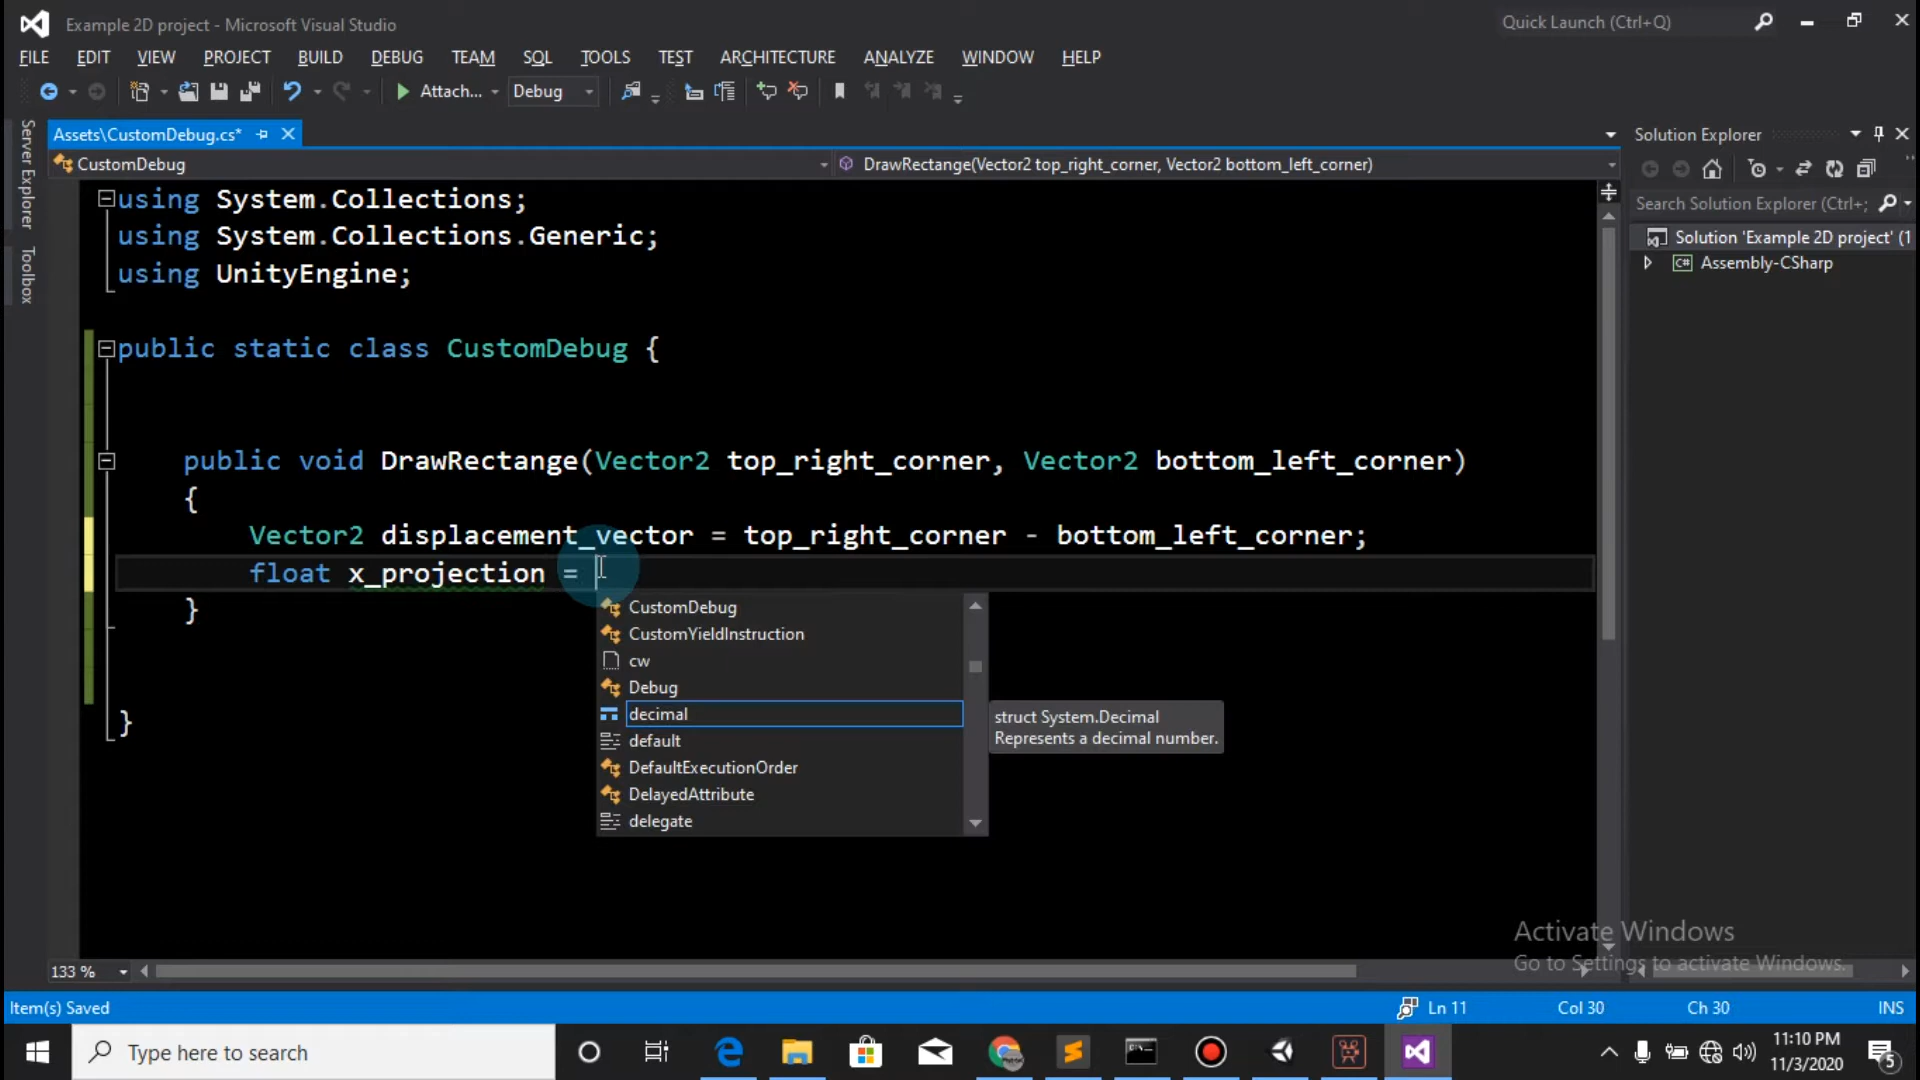 Example 2D project - Microsoft Visual Studio
Quick Launch (Ctrl+Q)
FILE EDIT VIEW PROJECT BUILD DEBUG TEAM SQL TOOLS TEST ARCHITECTURE ANALYZE WINDOW HELP
Attach... Debug
Server Explorer
Toolbox
Assets\CustomDebug.cs*
CustomDebug
DrawRectange(Vector2 top_right_corner, Vector2 bottom_left_corner)
using System.Collections;
using System.Collections.Generic;
using UnityEngine;
public static class CustomDebug {
public void DrawRectange(Vector2 top_right_corner, Vector2 bottom_left_corner)
{
Vector2 displacement_vector = top_right_corner - bottom_left_corner;
float x_projection =
}
}
CustomDebug
CustomYieldInstruction
cw
Debug
decimal
default
DefaultExecutionOrder
DelayedAttribute
delegate
struct System.Decimal
Represents a decimal number.
Solution Explorer
Search Solution Explorer (Ctrl+;
Solution 'Example 2D project' (1
C# Assembly-CSharp
Activate Windows
Go to Settings to activate Windows.
133 %
Item(s) Saved
Ln 11 Col 30 Ch 30 INS
Type here to search
11:10 PM
11/3/2020
5